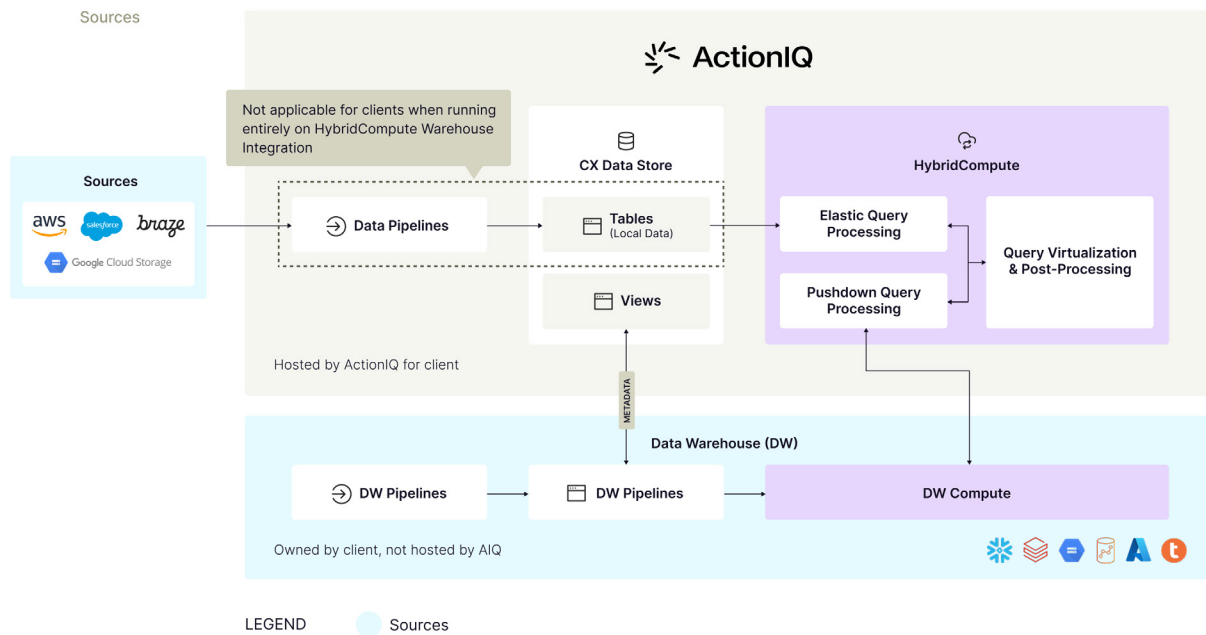 Sources
ActionIQ
Not applicable for clients when running
entirely on HybridCompute Warehouse
Integration
CX Data Store
HybridCompute
Sources
aws
salesforce
braze
Google Cloud Storage
Data Pipelines
Tables
(Local Data)
Elastic Query
Processing
Query Virtualization
& Post-Processing
Views
Pushdown Query
Processing
Hosted by ActionIQ for client
METADATA
Data Warehouse (DW)
DW Pipelines
DW Pipelines
DW Compute
Owned by client, not hosted by AIQ
t
LEGEND
Sources